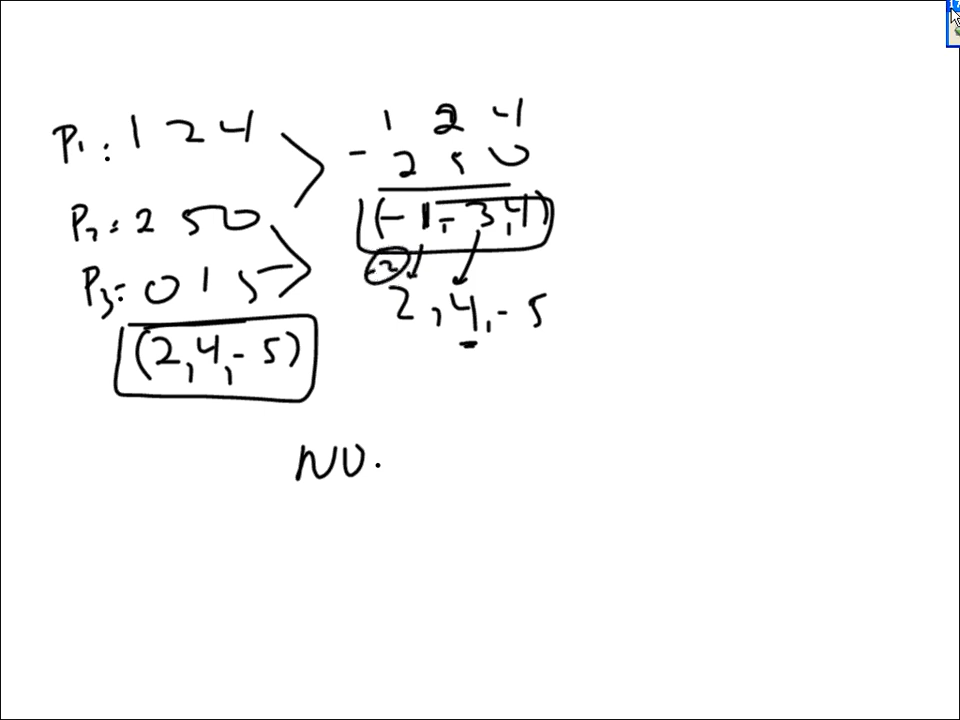 P1: 1 2 4
P2: 2 5 0
P3: 0 1 5
(2,4,-5)
1 2 4
- 2 5 0
(-1,-3,4)
-2
2,4,-5
NO.
17